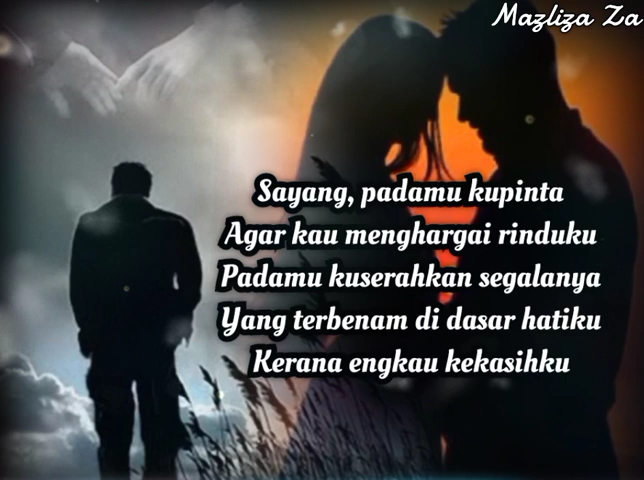 Mazliza Za
Sayang, padamu kupinta
Agar kau menghargai rinduku
Padamu kuserahkan segalanya
Yang terbenam di dasar hatiku
Kerana engkau kekasihku